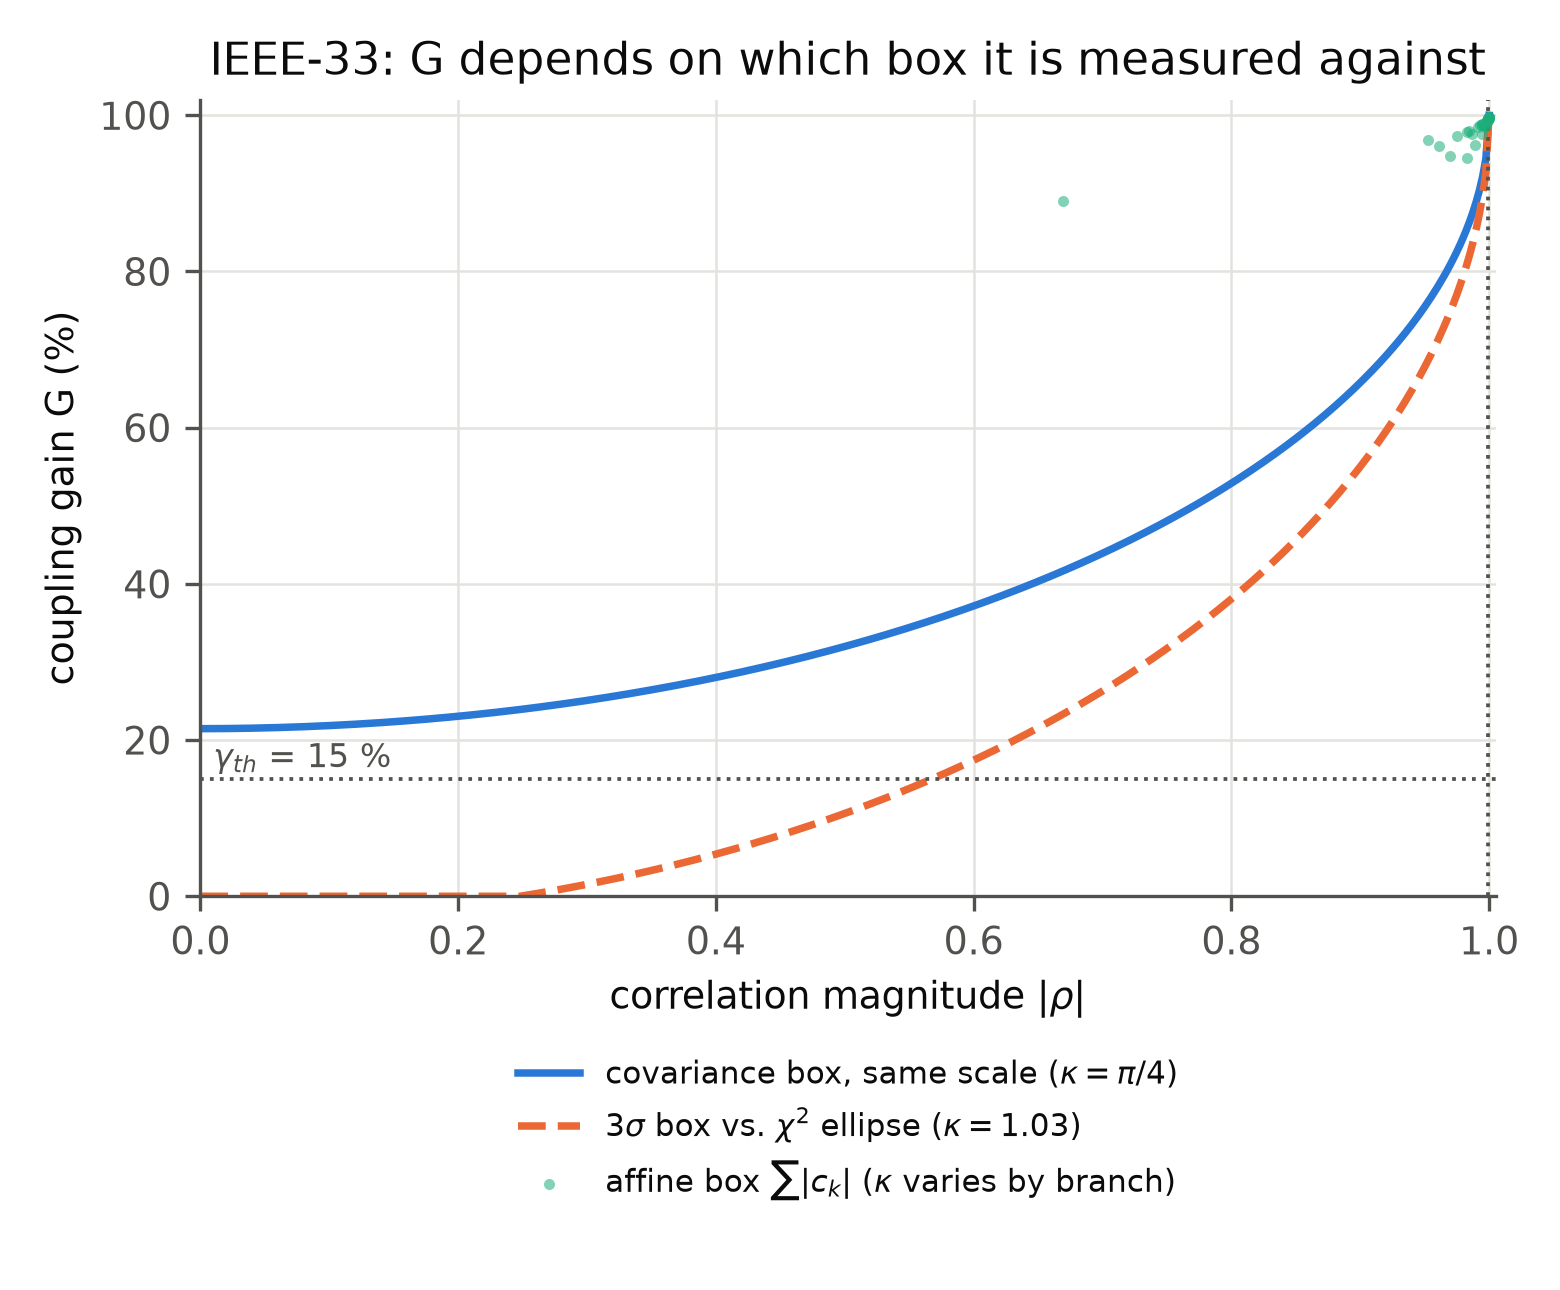 IEEE-33: G depends on which box it is measured against
coupling gain G (%)
100
80
60
40
20
0
γ_th = 15 %
0.0 0.2 0.4 0.6 0.8 1.0
correlation magnitude |ρ|
covariance box, same scale (κ = π/4)
3σ box vs. χ² ellipse (κ = 1.03)
affine box ∑|c_k| (κ varies by branch)